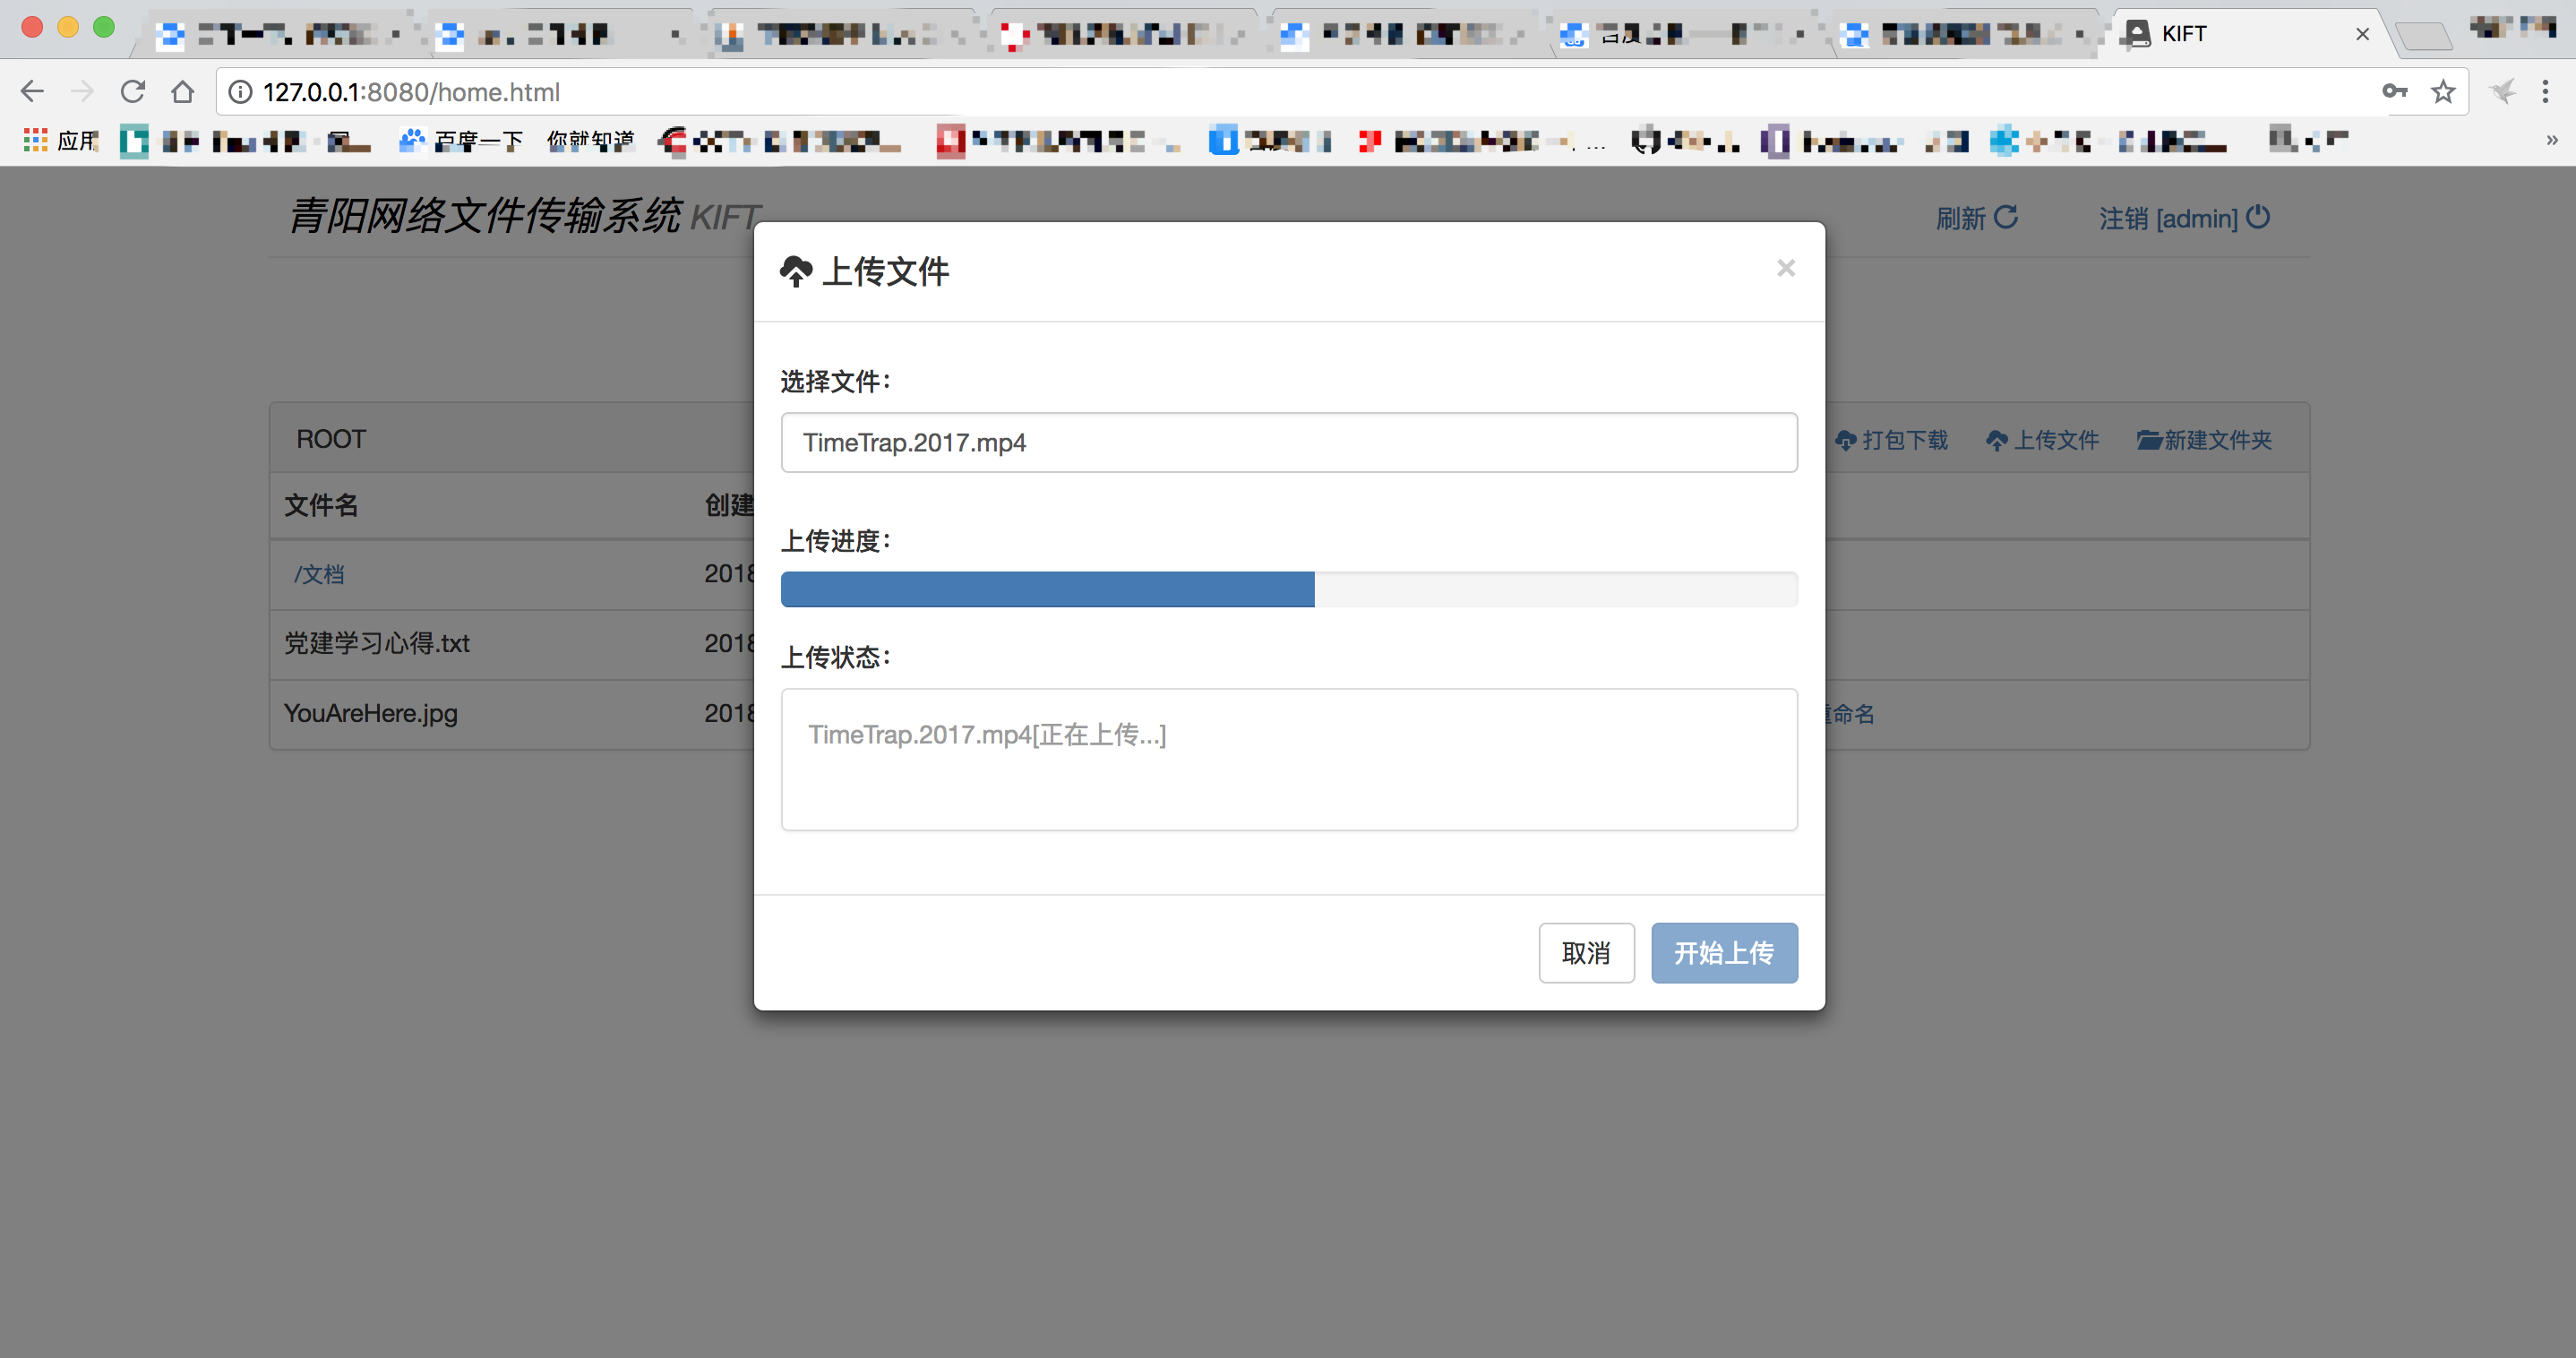 KIFT
127.0.0.1:8080/home.html
应用
百度一下
你就知道
青阳网络文件传输系统 KIFT
刷新
注销 [admin]
上传文件
×
选择文件:
TimeTrap.2017.mp4
上传进度:
上传状态:
TimeTrap.2017.mp4[正在上传...]
取消
开始上传
ROOT
打包下载
上传文件
新建文件夹
文件名
创建
/文档
2018
党建学习心得.txt
2018
YouAreHere.jpg
2018
重命名